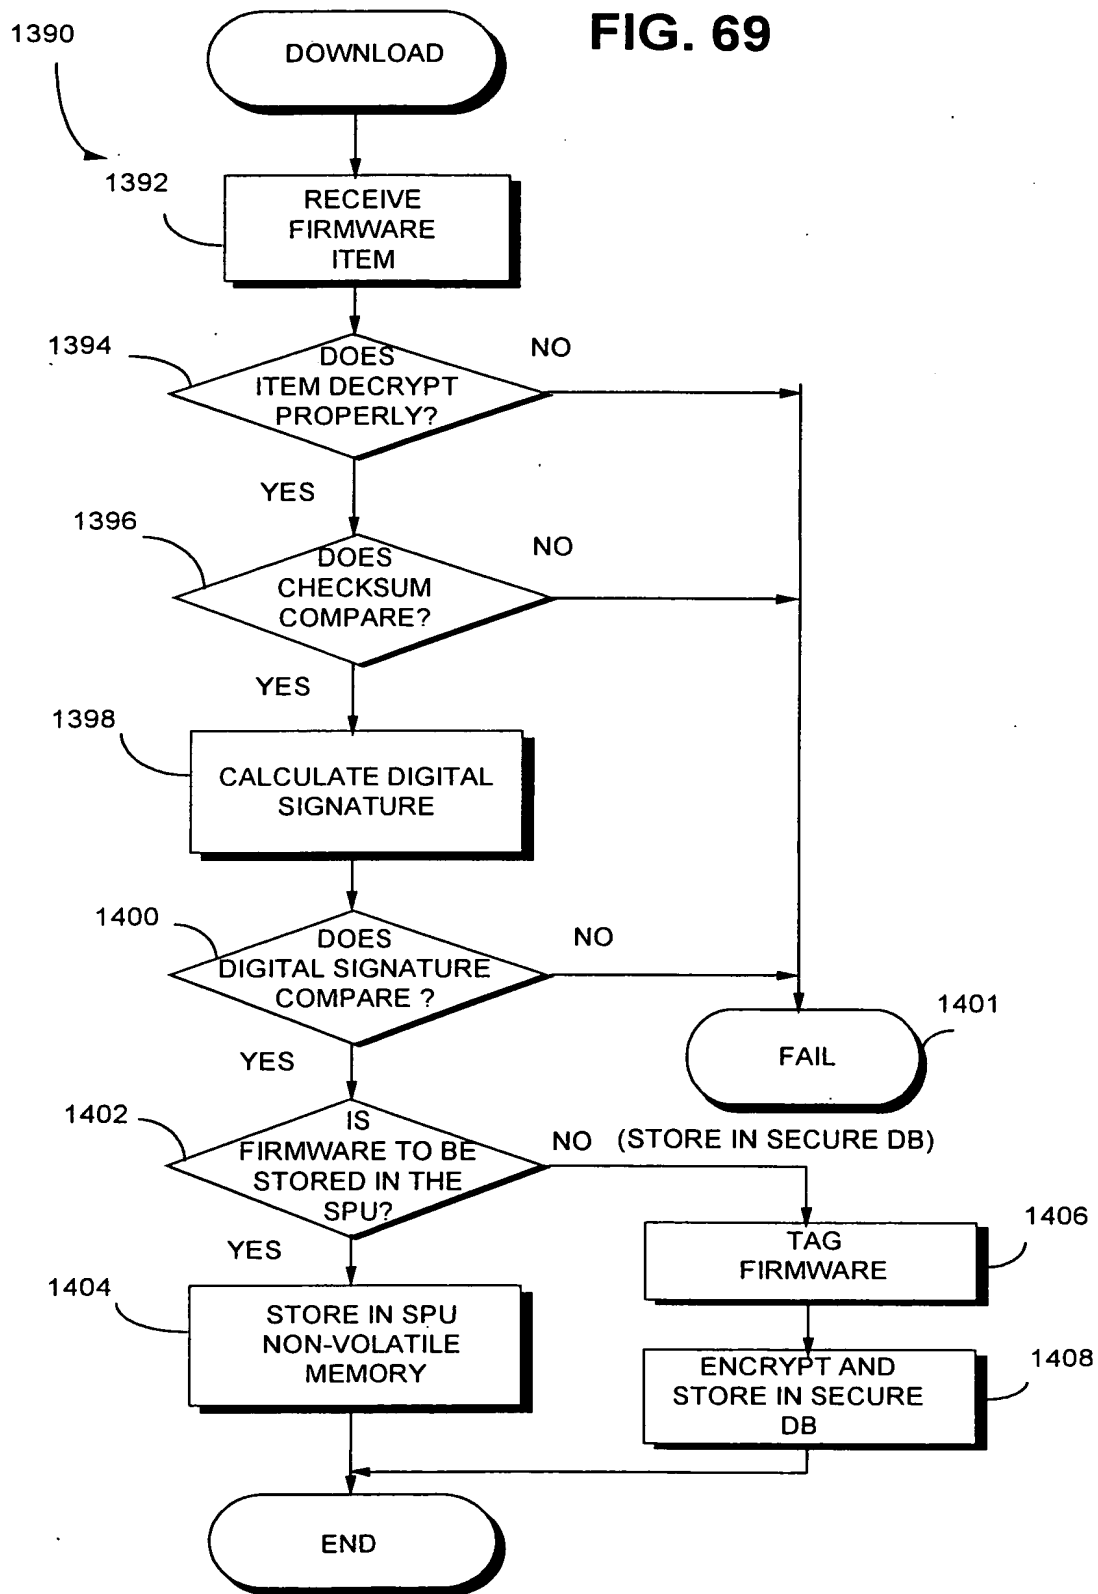 FIG. 69
1390
DOWNLOAD
1392
RECEIVE
FIRMWARE
ITEM
1394
DOES
ITEM DECRYPT
PROPERLY?
NO
YES
1396
DOES
CHECKSUM
COMPARE?
NO
YES
1398
CALCULATE DIGITAL
SIGNATURE
1400
DOES
DIGITAL SIGNATURE
COMPARE ?
NO
1401
FAIL
YES
1402
IS
FIRMWARE TO BE
STORED IN THE
SPU?
NO (STORE IN SECURE DB)
YES
1406
TAG
FIRMWARE
1404
STORE IN SPU
NON-VOLATILE
MEMORY
1408
ENCRYPT AND
STORE IN SECURE
DB
END